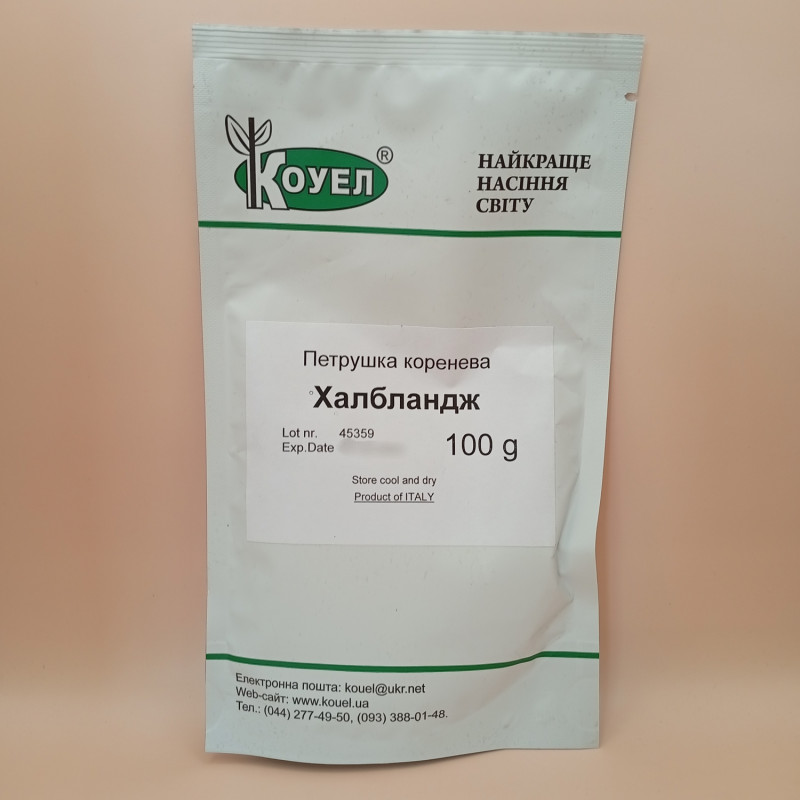 КОУЕЛ ®
НАЙКРАЩЕ
НАСІННЯ
СВІТУ
Петрушка коренева
Халбландж
Lot nr. 45359
Exp.Date
100 g
Store cool and dry
Product of ITALY
Електронна пошта: kouel@ukr.net
Web-сайт: www.kouel.ua
Тел.: (044) 277-49-50, (093) 388-01-48.